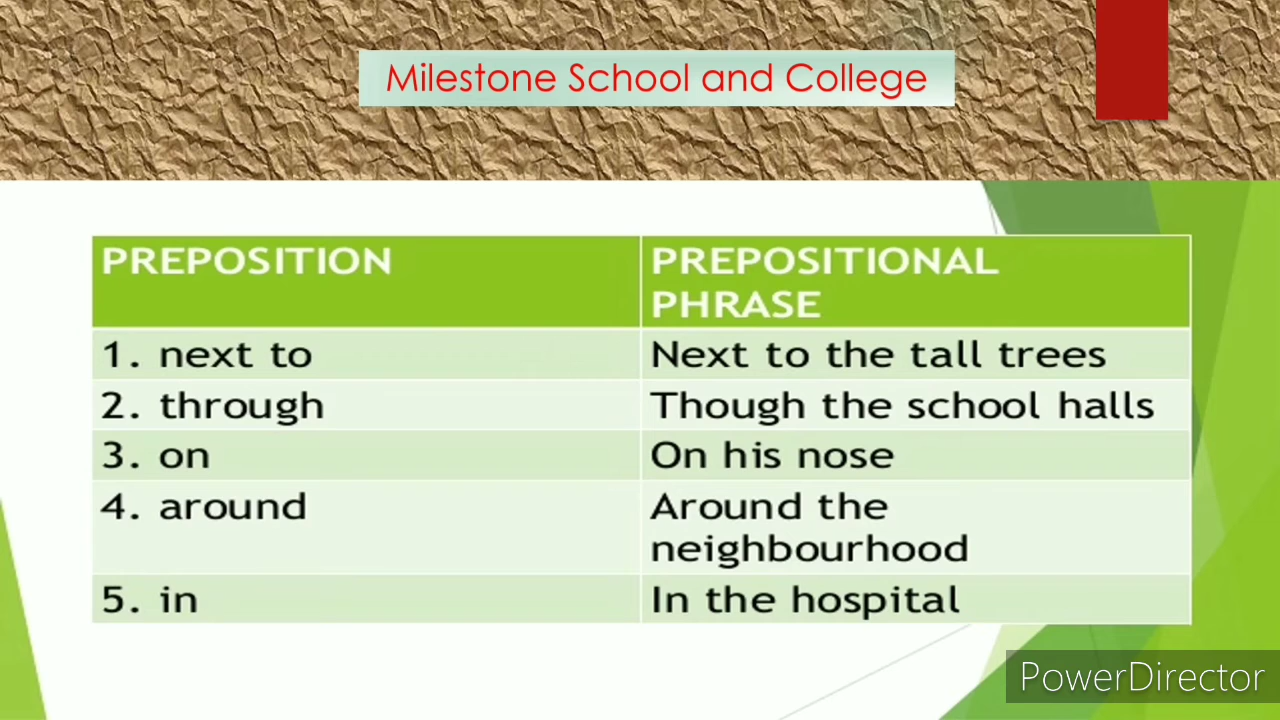 Milestone School and College
PREPOSITION
PREPOSITIONAL
PHRASE
1. next to
Next to the tall trees
2. through
Though the school halls
3. on
On his nose
4. around
Around the
neighbourhood
5. in
In the hospital
PowerDirector